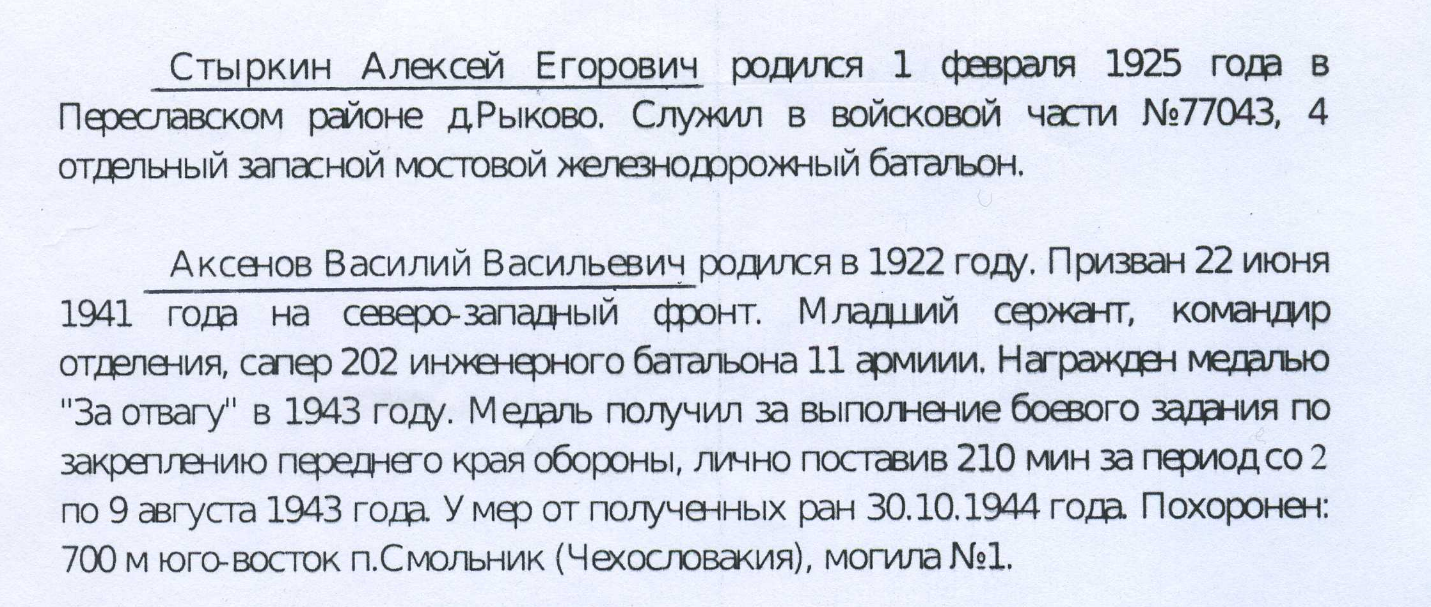 Стыркин Алексей Егорович родился 1 февраля 1925 года в
Переславском районе д.Рыково. Служил в войсковой части №77043, 4
отдельный запасной мостовой железнодорожный батальон.
Аксенов Василий Васильевич родился в 1922 году. Призван 22 июня
1941 года на северо-западный фронт. Младший сержант, командир
отделения, сапер 202 инженерного батальона 11 армиии. Награжден медалью
"За отвагу" в 1943 году. Медаль получил за выполнение боевого задания по
закреплению переднего края обороны, лично поставив 210 мин за период со 2
по 9 августа 1943 года. Умер от полученных ран 30.10.1944 года. Похоронен:
700 м юго-восток п.Смольник (Чехословакия), могила №1.